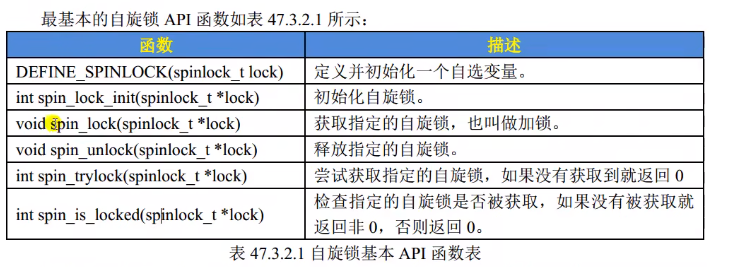 最基本的自旋锁 API 函数如表 47.3.2.1 所示：
函数 描述
DEFINE_SPINLOCK(spinlock_t lock) 定义并初始化一个自选变量。
int spin_lock_init(spinlock_t *lock) 初始化自旋锁。
void spin_lock(spinlock_t *lock) 获取指定的自旋锁，也叫做加锁。
void spin_unlock(spinlock_t *lock) 释放指定的自旋锁。
int spin_trylock(spinlock_t *lock) 尝试获取指定的自旋锁，如果没有获取到就返回 0
int spin_is_locked(spinlock_t *lock) 检查指定的自旋锁是否被获取，如果没有被获取就
返回非 0，否则返回 0。
表 47.3.2.1 自旋锁基本 API 函数表